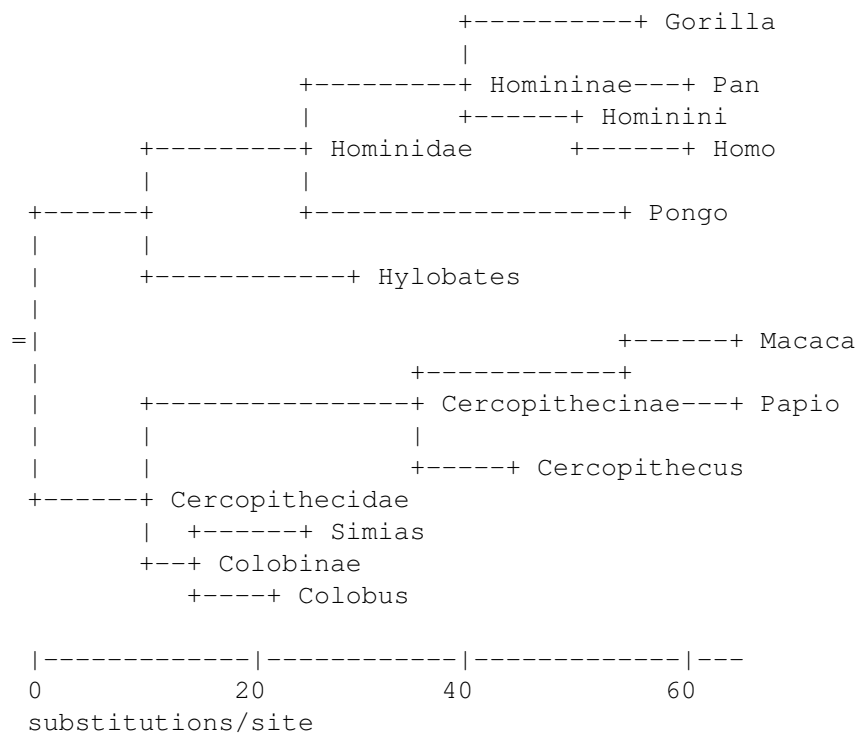 Gorilla
Homininae Pan
Hominini
Hominidae Homo
Pongo
Hylobates
Macaca
Cercopithecinae Papio
Cercopithecus
Cercopithecidae
Simias
Colobinae
Colobus
0 20 40 60
substitutions/site